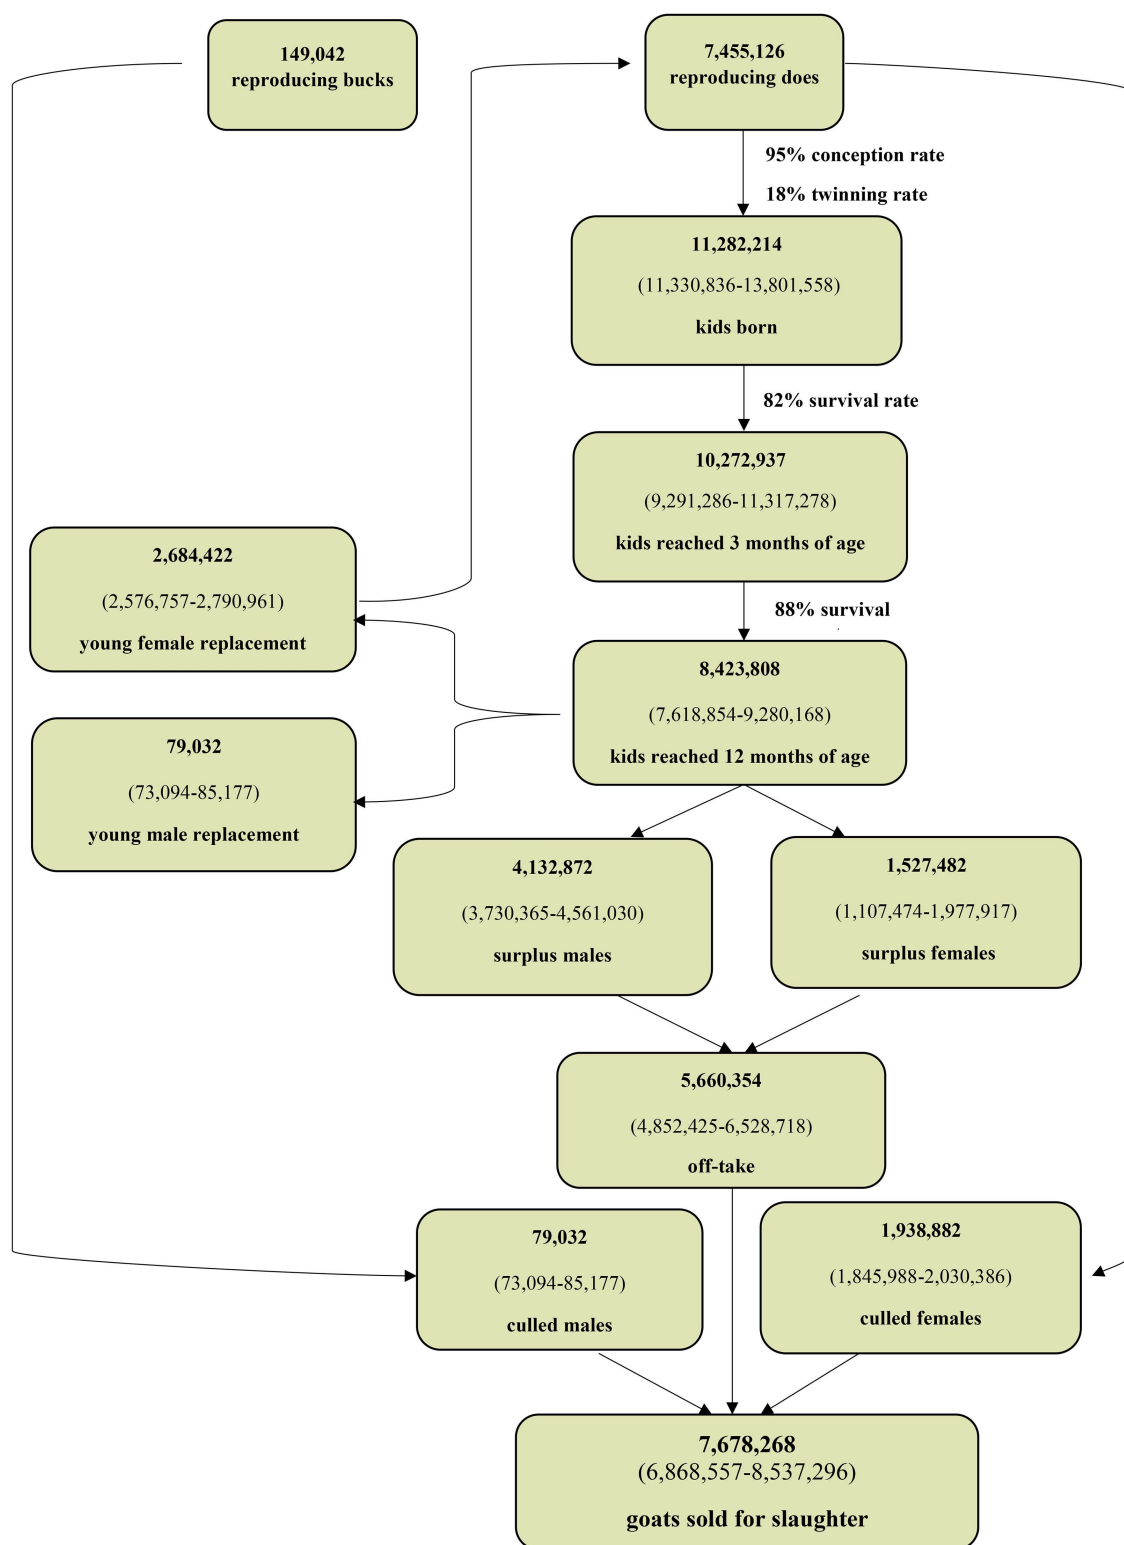 149,042
reproducing bucks
7,455,126
reproducing does
95% conception rate
18% twinning rate
11,282,214
(11,330,836-13,801,558)
kids born
82% survival rate
10,272,937
(9,291,286-11,317,278)
kids reached 3 months of age
88% survival
2,684,422
(2,576,757-2,790,961)
young female replacement
8,423,808
(7,618,854-9,280,168)
kids reached 12 months of age
79,032
(73,094-85,177)
young male replacement
4,132,872
(3,730,365-4,561,030)
surplus males
1,527,482
(1,107,474-1,977,917)
surplus females
5,660,354
(4,852,425-6,528,718)
off-take
79,032
(73,094-85,177)
culled males
1,938,882
(1,845,988-2,030,386)
culled females
7,678,268
(6,868,557-8,537,296)
goats sold for slaughter